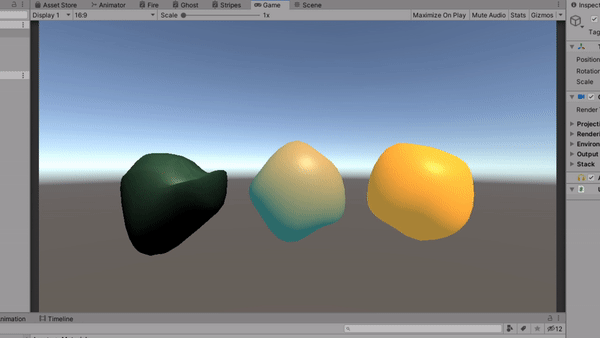 Asset Store Animator Fire Ghost Stripes Game Scene
Display 1 16:9 Scale 1x Maximize On Play Mute Audio Stats Gizmos
Inspec
Tag
Position
Rotation
Scale
Render
Projecti
Renderi
Environ
Output
Stack
nimation Timeline
12